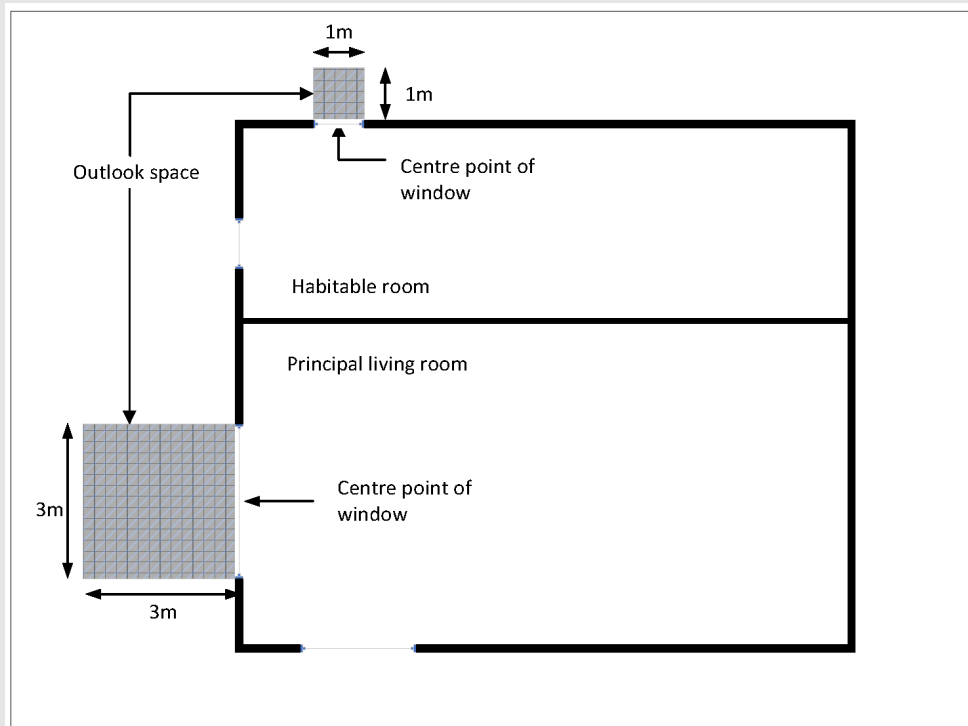 1m
1m
Centre point of
window
Outlook space
Habitable room
Principal living room
Centre point of
window
3m
3m